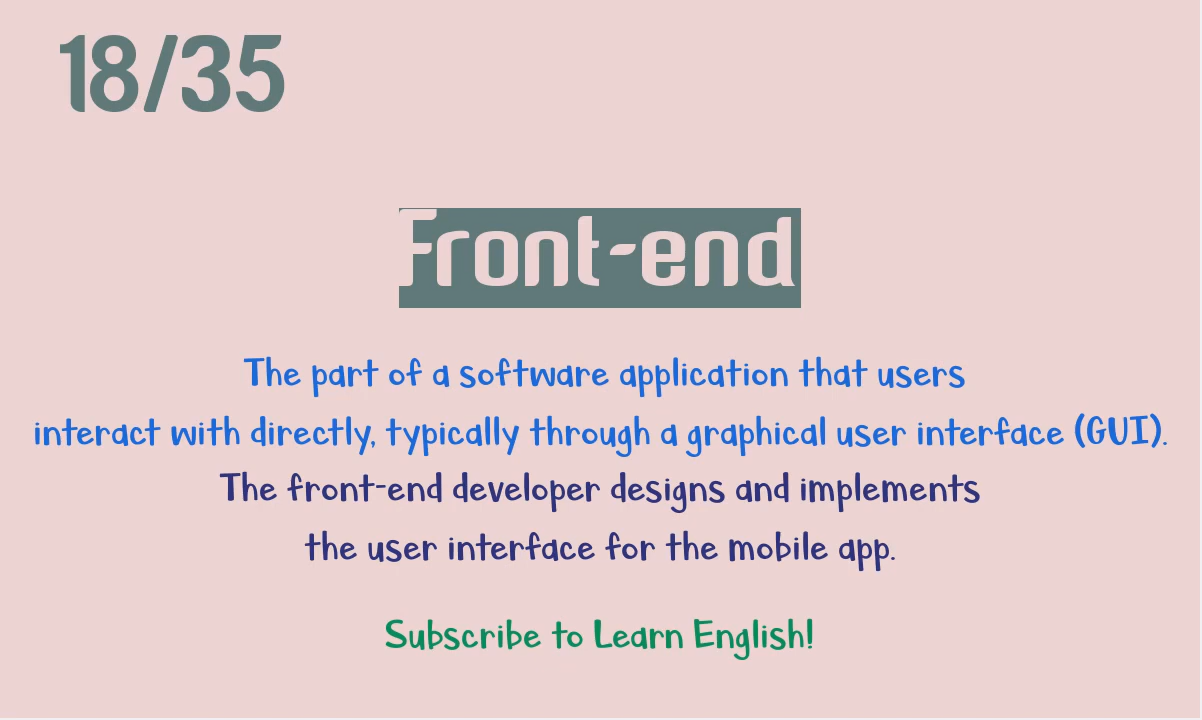 18/35
Front-end
The part of a software application that users
interact with directly, typically through a graphical user interface (GUI).
The front-end developer designs and implements
the user interface for the mobile app.
Subscribe to Learn English!